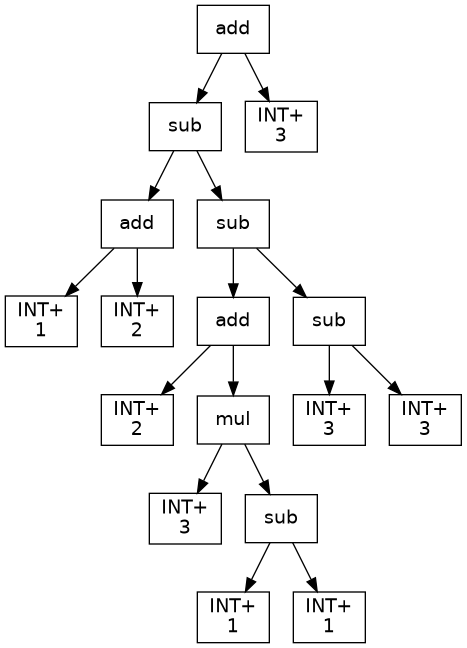 add
sub
INT+
3
add
sub
INT+
1
INT+
2
add
sub
INT+
2
mul
INT+
3
INT+
3
INT+
3
sub
INT+
1
INT+
1